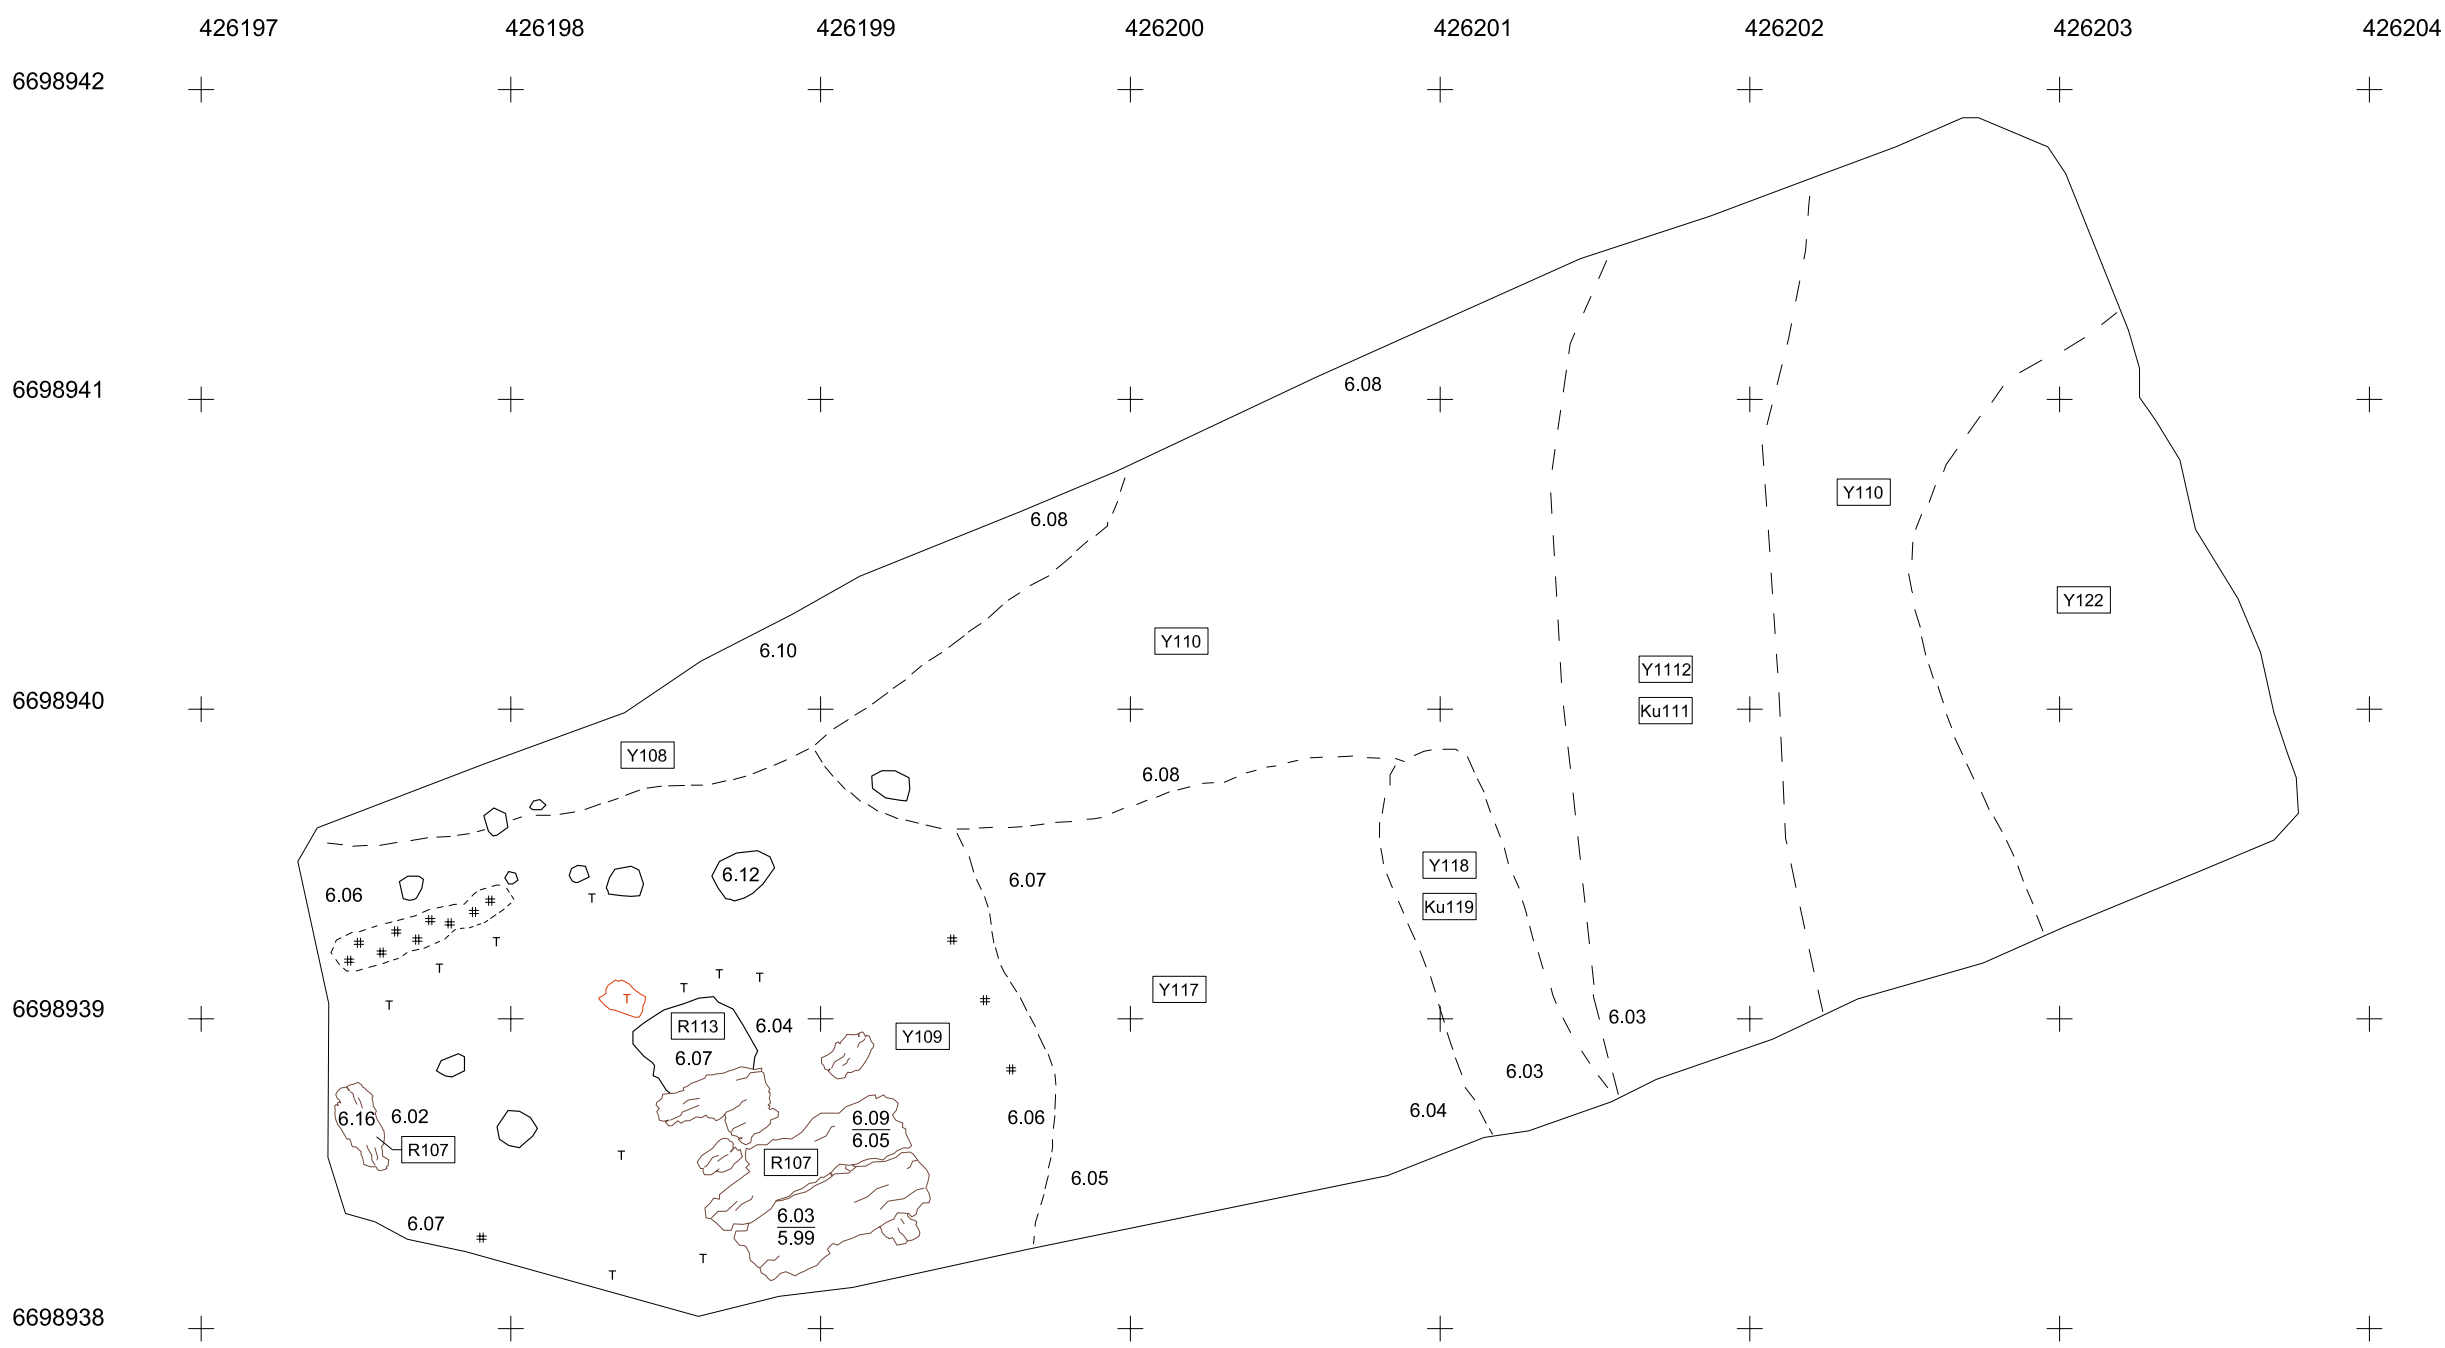 426197 426198 426199 426200 426201 426202 426203 426204
6698942
6698941
6.08
Y110
6.08
Y122
Y110
6.10
Y1112
6698940
Ku111
Y108
6.08
Y118
6.12
6.07
6.06
T
#
#
Ku119
#
#
#
#
#
T
#
#
#
#
T
T
T
T
Y117
T
#
6698939
T
6.03
R113
6.04
Y109
6.07
#
6.03
6.04
6.16
6.02
6.09
6.06
6.05
R107
T
R107
6.05
6.03
6.07
5.99
#
T
T
6698938